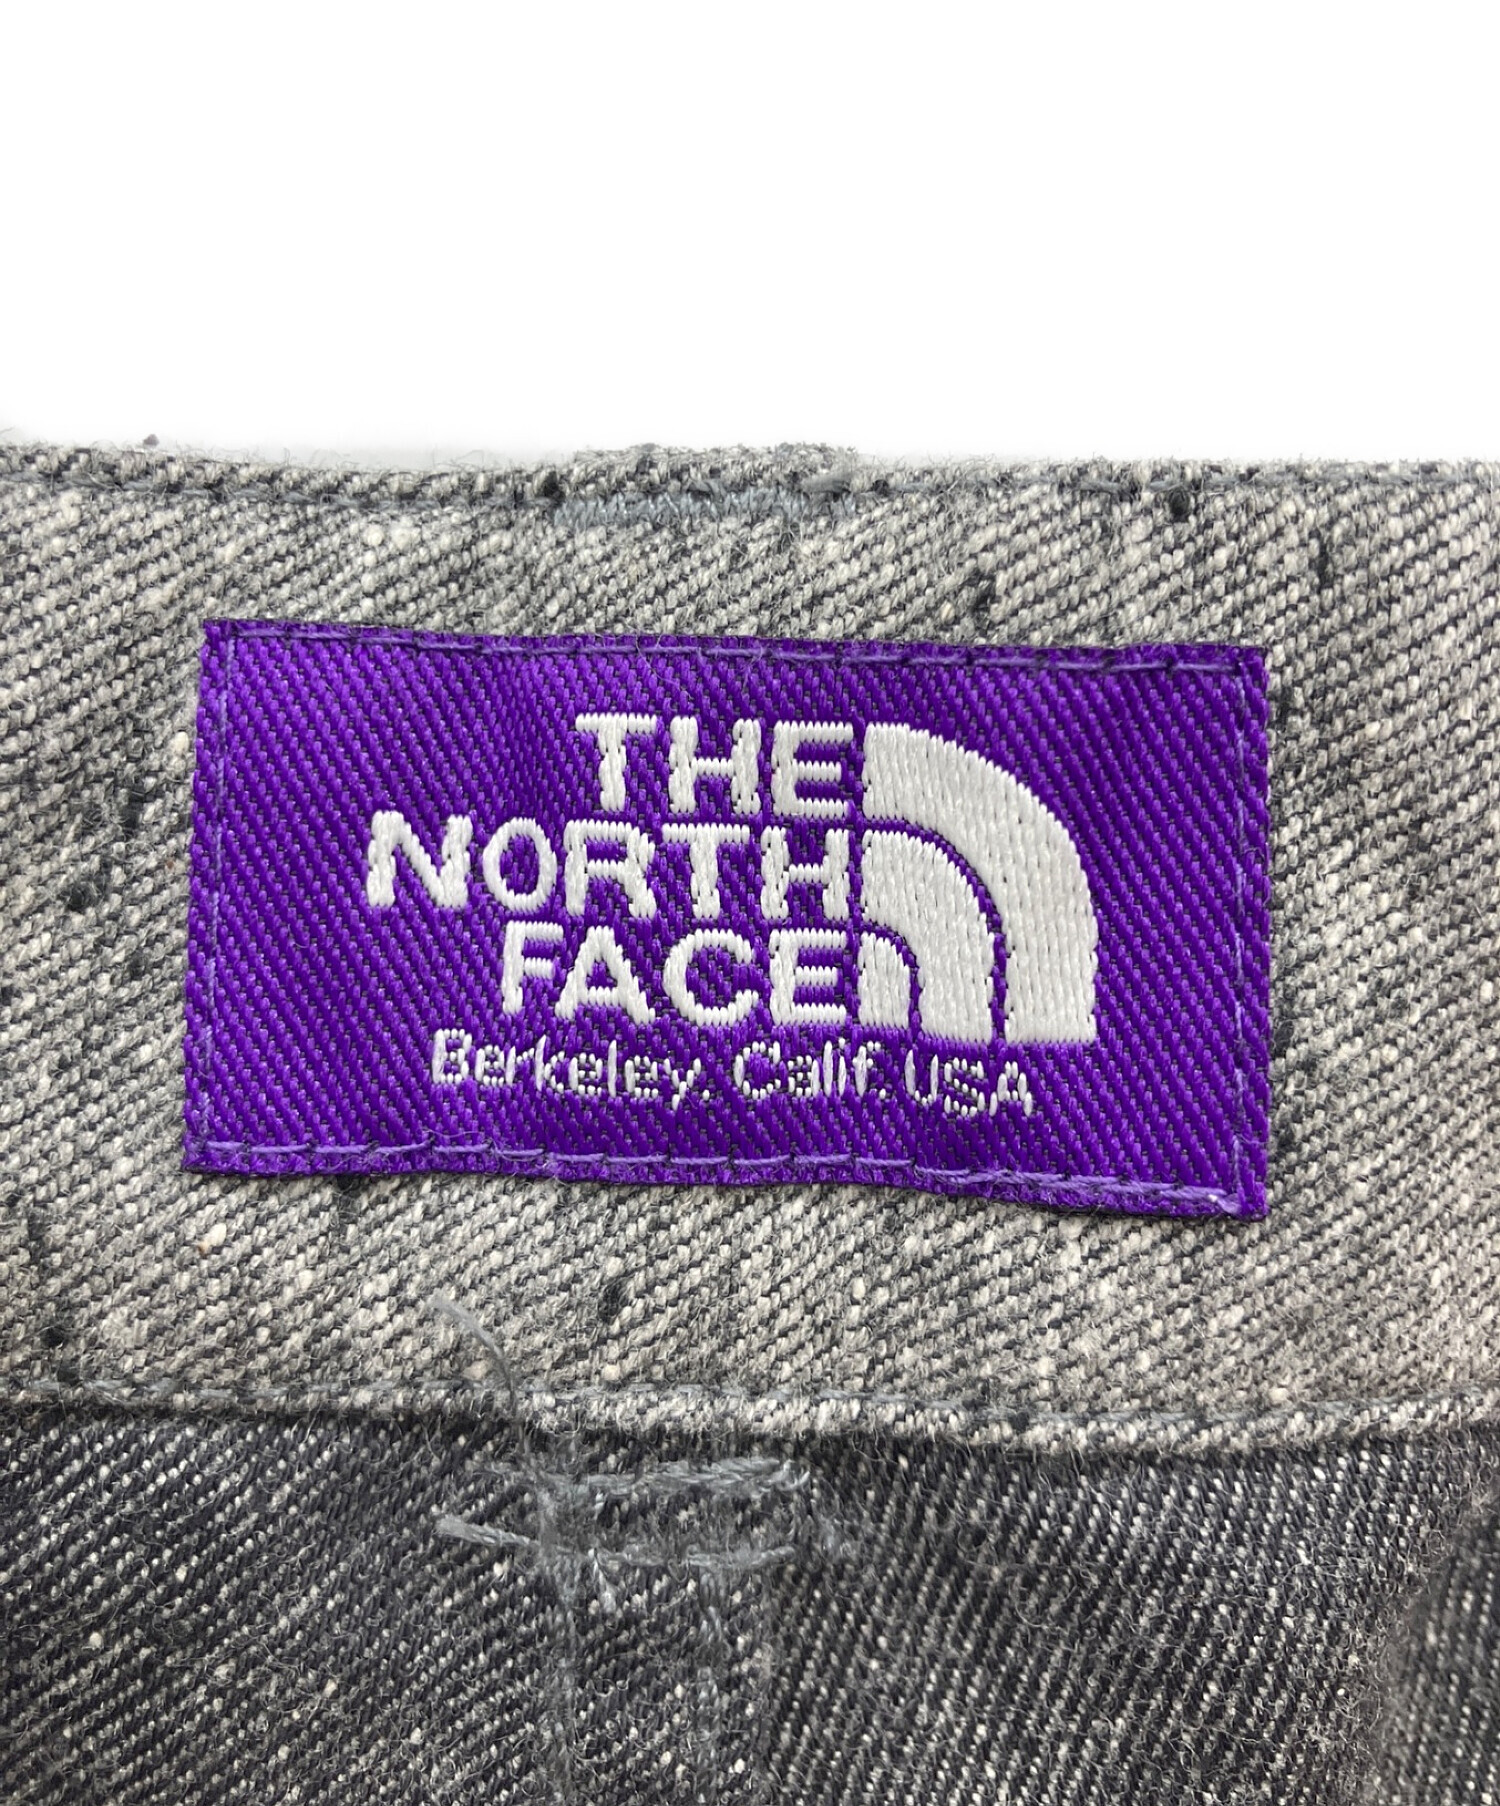 THE
NORTH
FACE
Berkeley, Calif. USA